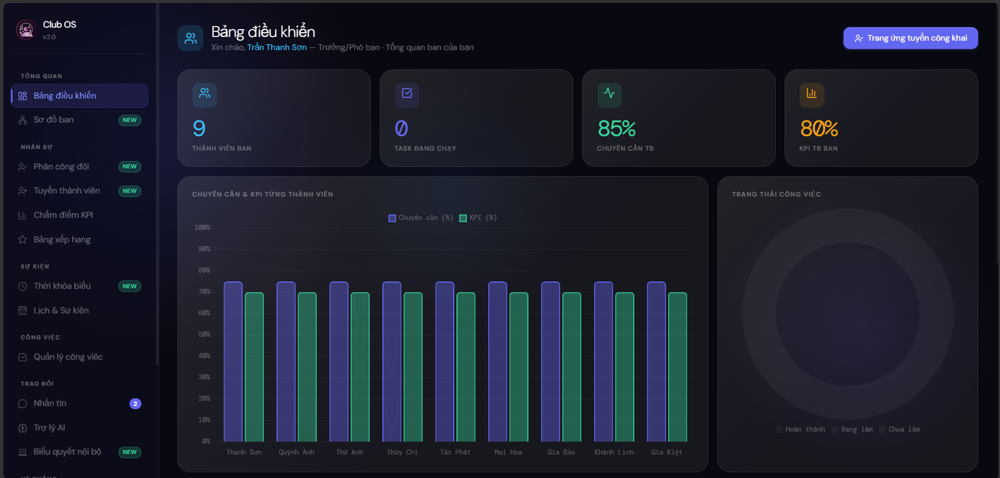 Club OS
v2.0
TỔNG QUAN
Bảng điều khiển
Sơ đồ ban NEW
NHÂN SỰ
Phân công đội NEW
Tuyển thành viên NEW
Chấm điểm KPI
Bảng xếp hạng
SỰ KIỆN
Thời khóa biểu NEW
Lịch & Sự kiện
CÔNG VIỆC
Quản lý công việc
TRAO ĐỔI
Nhắn tin 2
Trợ lý AI
Biểu quyết nội bộ NEW
HỆ THỐNG
Bảng điều khiển
Xin chào, Trần Thanh Sơn — Trưởng/Phó ban · Tổng quan ban của bạn
Trang ứng tuyển công khai
9
THÀNH VIÊN BAN
0
TASK ĐANG CHẠY
85%
CHUYÊN CẦN TB
80%
KPI TB BAN
CHUYÊN CẦN & KPI TỪNG THÀNH VIÊN
Chuyên cần (%) KPI (%)
100%
90%
80%
70%
60%
50%
40%
30%
20%
10%
0%
Thanh Sơn Quỳnh Anh Thế Anh Thùy Chi Tấn Phát Mai Hoa Gia Bảo Khánh Linh Gia Kiệt
TRẠNG THÁI CÔNG VIỆC
Hoàn thành Đang làm Chưa làm